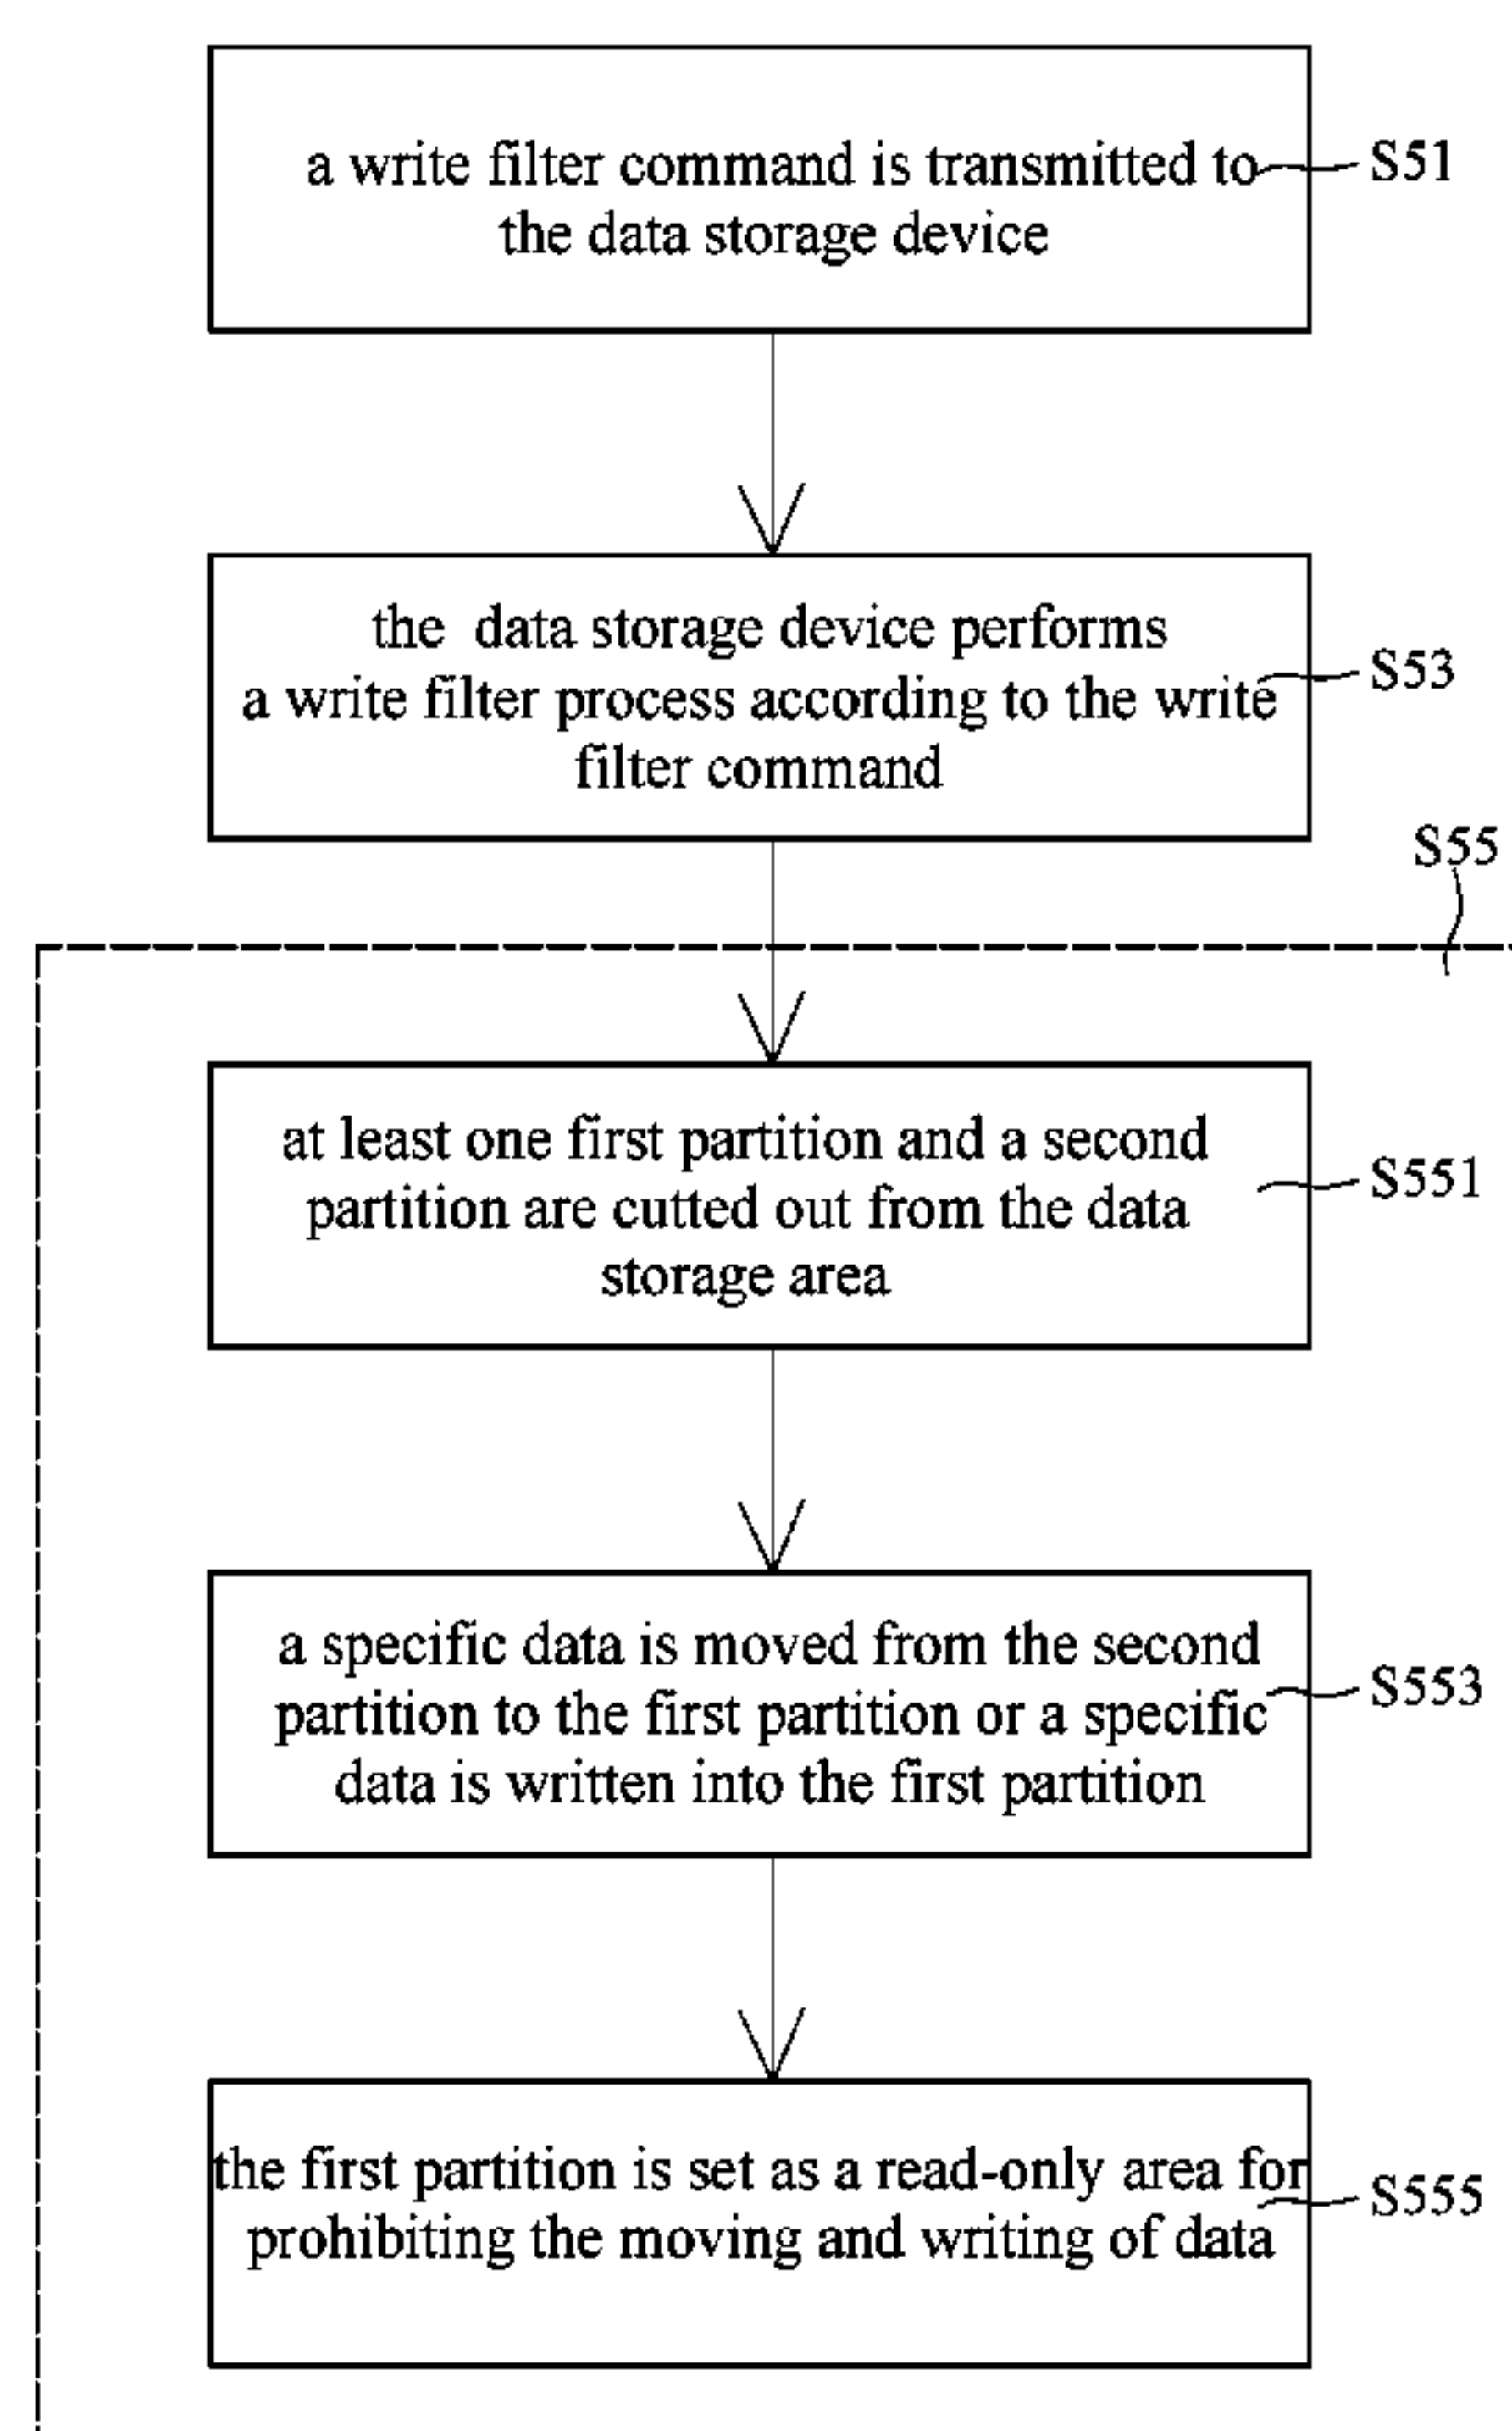 a write filter command is transmitted to
the data storage device
S51
the data storage device performs
a write filter process according to the write
filter command
S53
S55
at least one first partition and a second
partition are cutted out from the data
storage area
S551
a specific data is moved from the second
partition to the first partition or a specific
data is written into the first partition
S553
the first partition is set as a read-only area for
prohibiting the moving and writing of data
S555